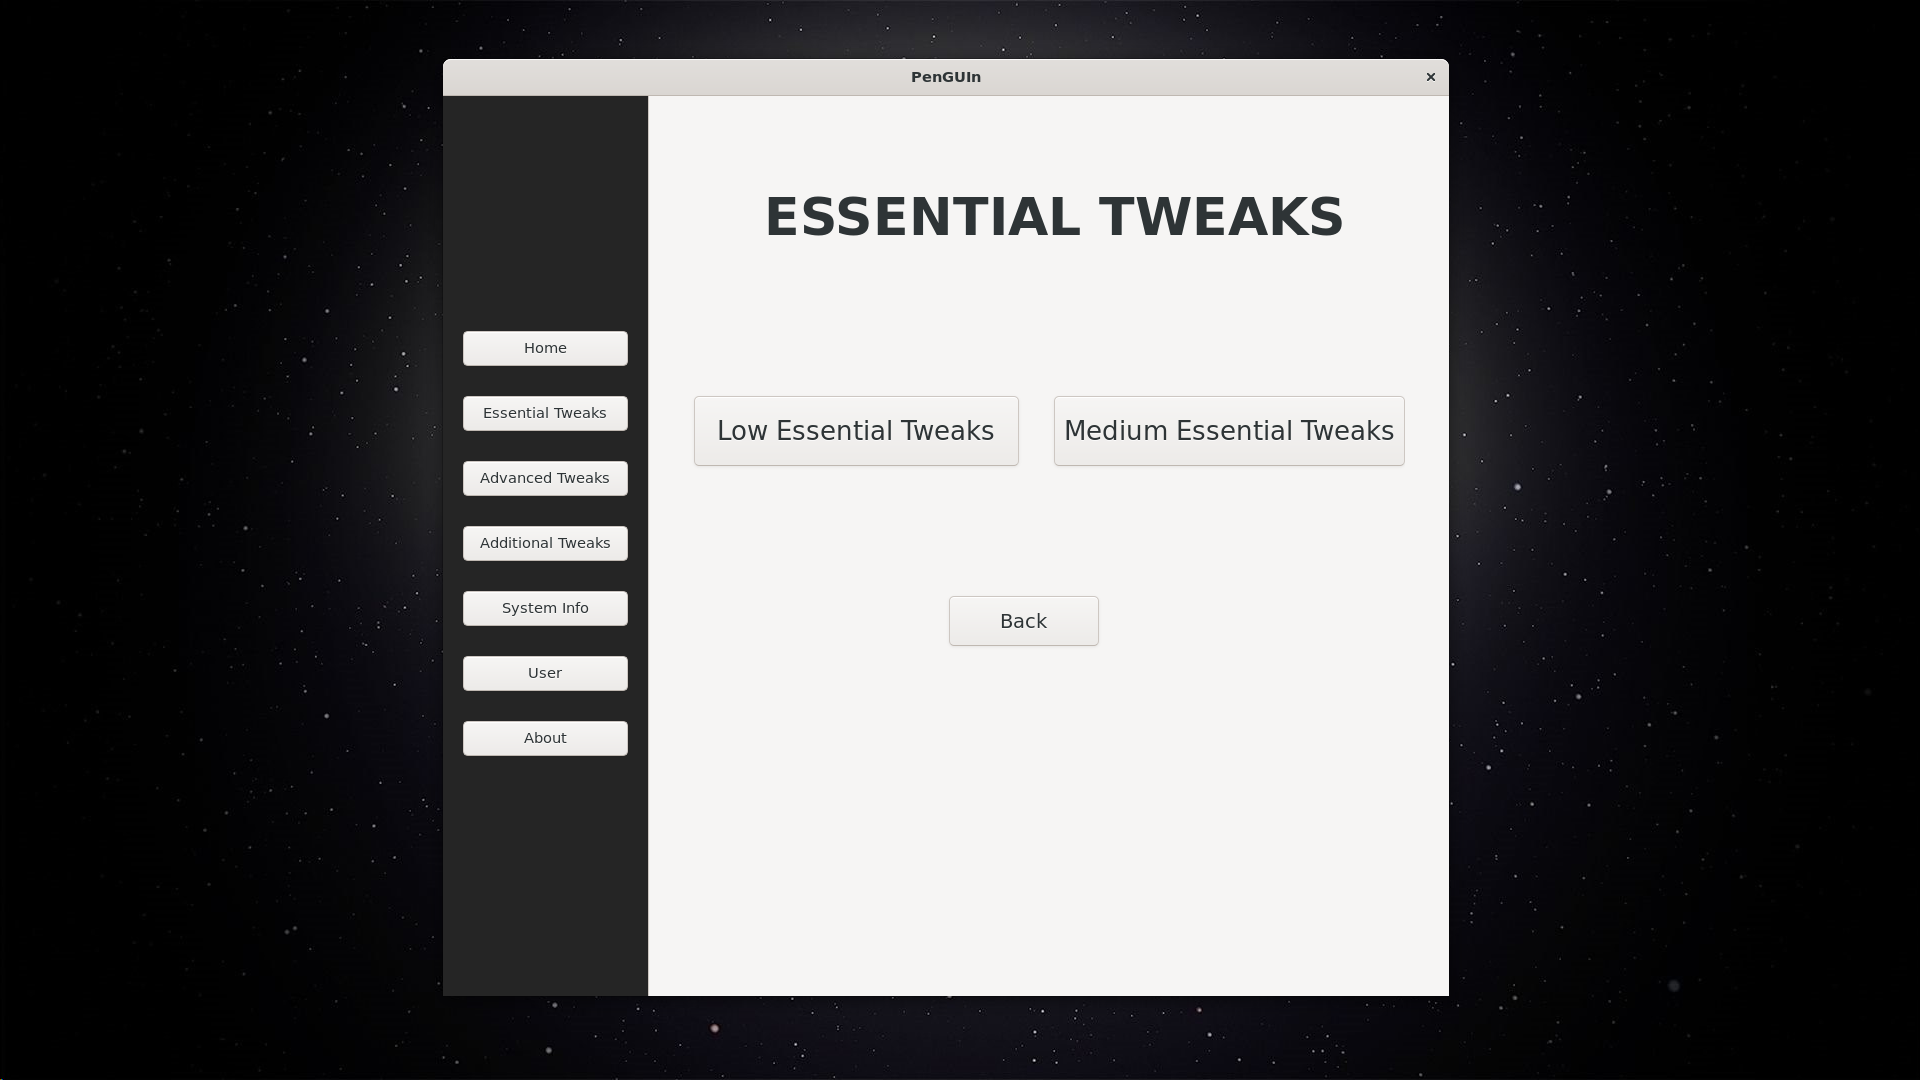 PenGUIn
ESSENTIAL TWEAKS
Home
Essential Tweaks
Advanced Tweaks
Additional Tweaks
System Info
User
About
Low Essential Tweaks
Medium Essential Tweaks
Back